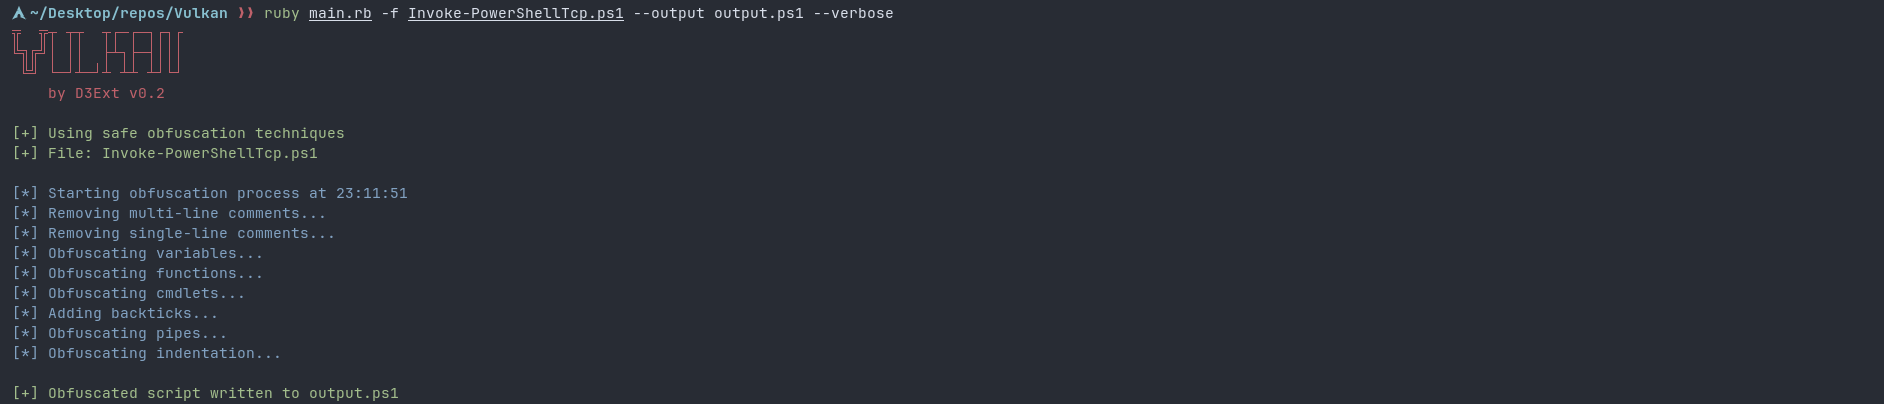 ~/Desktop/repos/Vulkan ❯❯ ruby main.rb -f Invoke-PowerShellTcp.ps1 --output output.ps1 --verbose
Vulkan
by D3Ext v0.2
[+] Using safe obfuscation techniques
[+] File: Invoke-PowerShellTcp.ps1
[*] Starting obfuscation process at 23:11:51
[*] Removing multi-line comments...
[*] Removing single-line comments...
[*] Obfuscating variables...
[*] Obfuscating functions...
[*] Obfuscating cmdlets...
[*] Adding backticks...
[*] Obfuscating pipes...
[*] Obfuscating indentation...
[+] Obfuscated script written to output.ps1